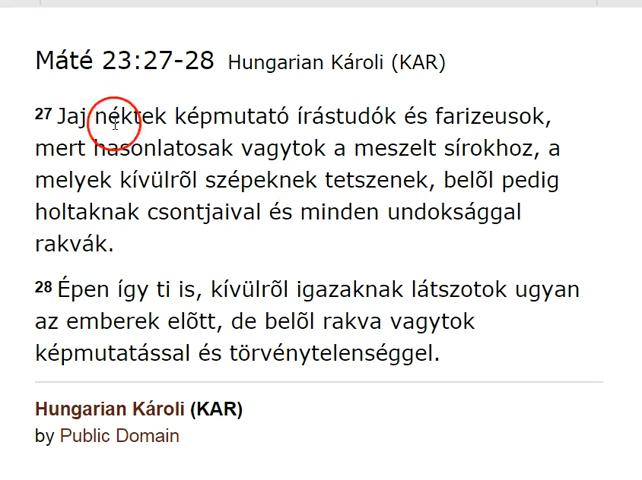 Máté 23:27-28 Hungarian Károli (KAR)
27 Jaj néktek képmutató írástudók és farizeusok,
mert hasonlatosak vagytok a meszelt sírokhoz, a
melyek kívülrõl szépeknek tetszenek, belõl pedig
holtaknak csontjaival és minden undoksággal
rakvák.
28 Épen így ti is, kívülrõl igazaknak látszotok ugyan
az emberek elõtt, de belõl rakva vagytok
képmutatással és törvénytelenséggel.
Hungarian Károli (KAR)
by Public Domain